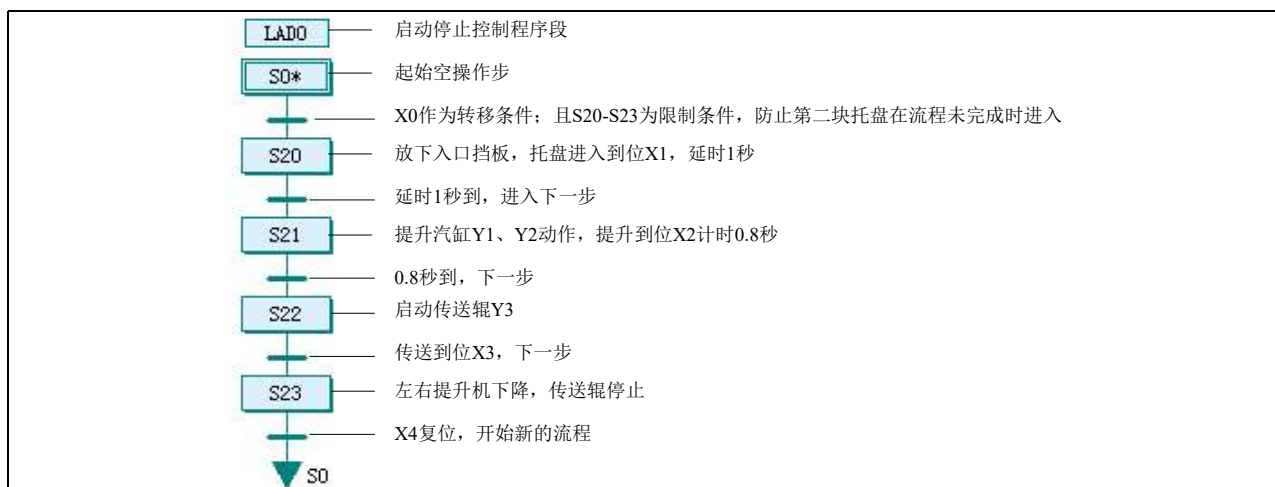 LAD0 启动停止控制程序段
S0* 起始空操作步
X0作为转移条件；且S20-S23为限制条件，防止第二块托盘在流程未完成时进入
S20 放下入口挡板，托盘进入到位X1，延时1秒
延时1秒到，进入下一步
S21 提升汽缸Y1、Y2动作，提升到位X2计时0.8秒
0.8秒到，下一步
S22 启动传送辊Y3
传送到位X3，下一步
S23 左右提升机下降，传送辊停止
X4复位，开始新的流程
S0